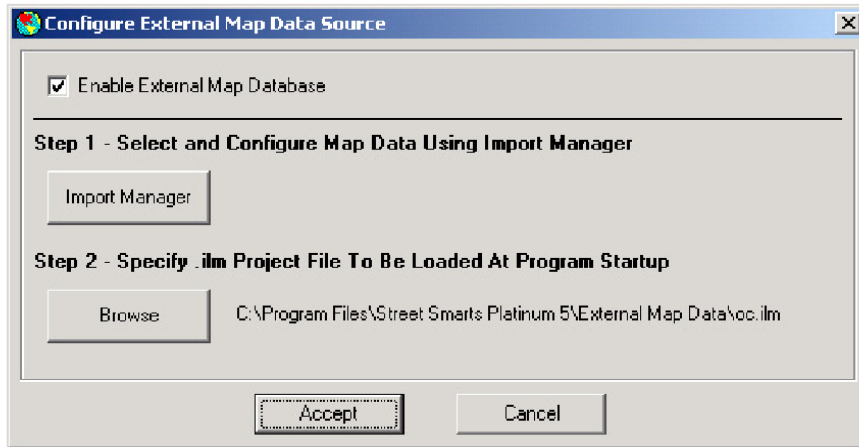 Configure External Map Data Source
Enable External Map Database
Step 1 - Select and Configure Map Data Using Import Manager
Import Manager
Step 2 - Specify .ilm Project File To Be Loaded At Program Startup
Browse C:\Program Files\Street Smarts Platinum 5\External Map Data\oc.ilm
Accept Cancel